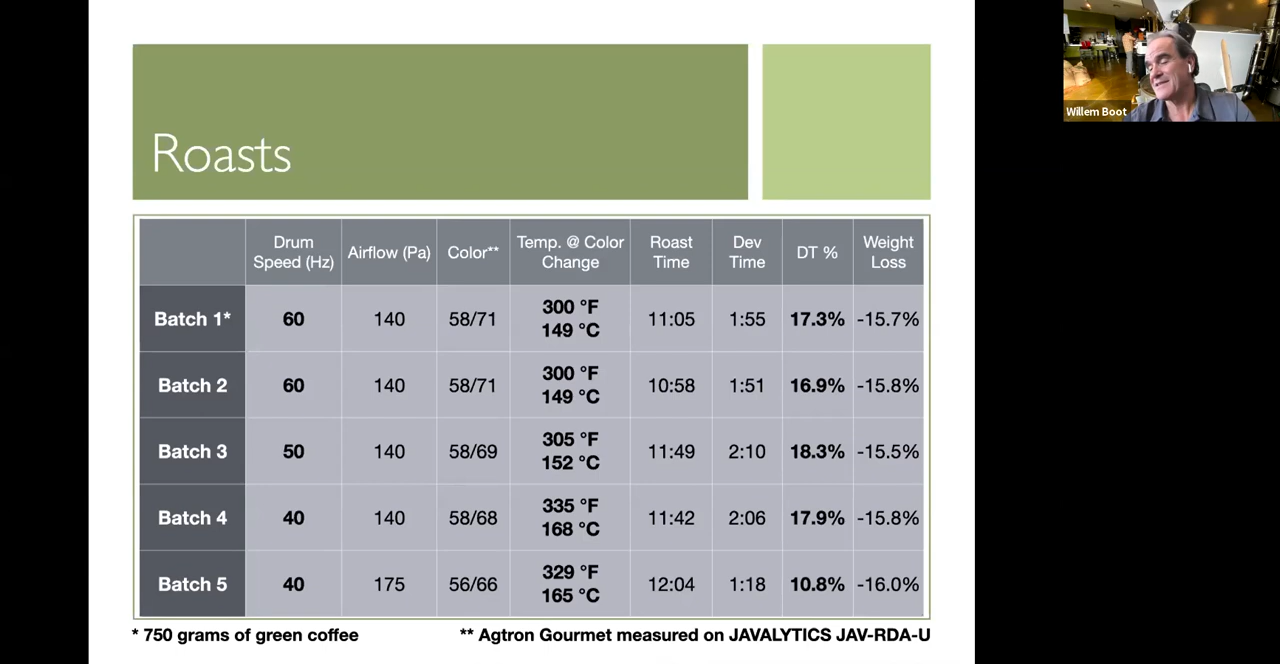 Roasts
Drum Speed (Hz) Airflow (Pa) Color** Temp. @ Color Change Roast Time Dev Time DT % Weight Loss
Batch 1* 60 140 58/71 300 °F 149 °C 11:05 1:55 17.3% -15.7%
Batch 2 60 140 58/71 300 °F 149 °C 10:58 1:51 16.9% -15.8%
Batch 3 50 140 58/69 305 °F 152 °C 11:49 2:10 18.3% -15.5%
Batch 4 40 140 58/68 335 °F 168 °C 11:42 2:06 17.9% -15.8%
Batch 5 40 175 56/66 329 °F 165 °C 12:04 1:18 10.8% -16.0%
* 750 grams of green coffee
** Agtron Gourmet measured on JAVALYTICS JAV-RDA-U
Willem Boot